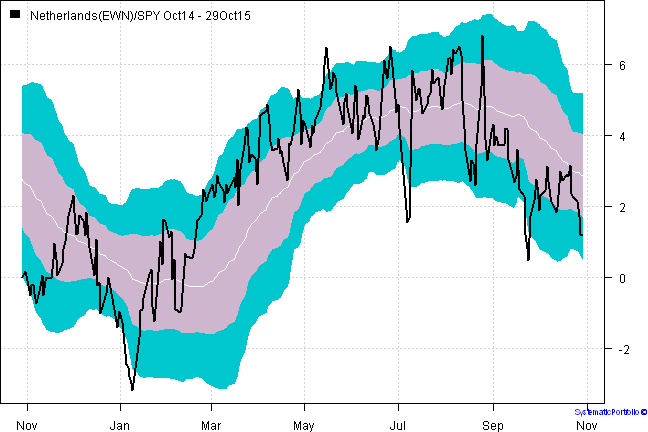 Netherlands(EWN)/SPY Oct14 - 29Oct15
6
4
2
0
-2
Nov Jan Mar May Jul Sep Nov
SystematicPortfolio ©